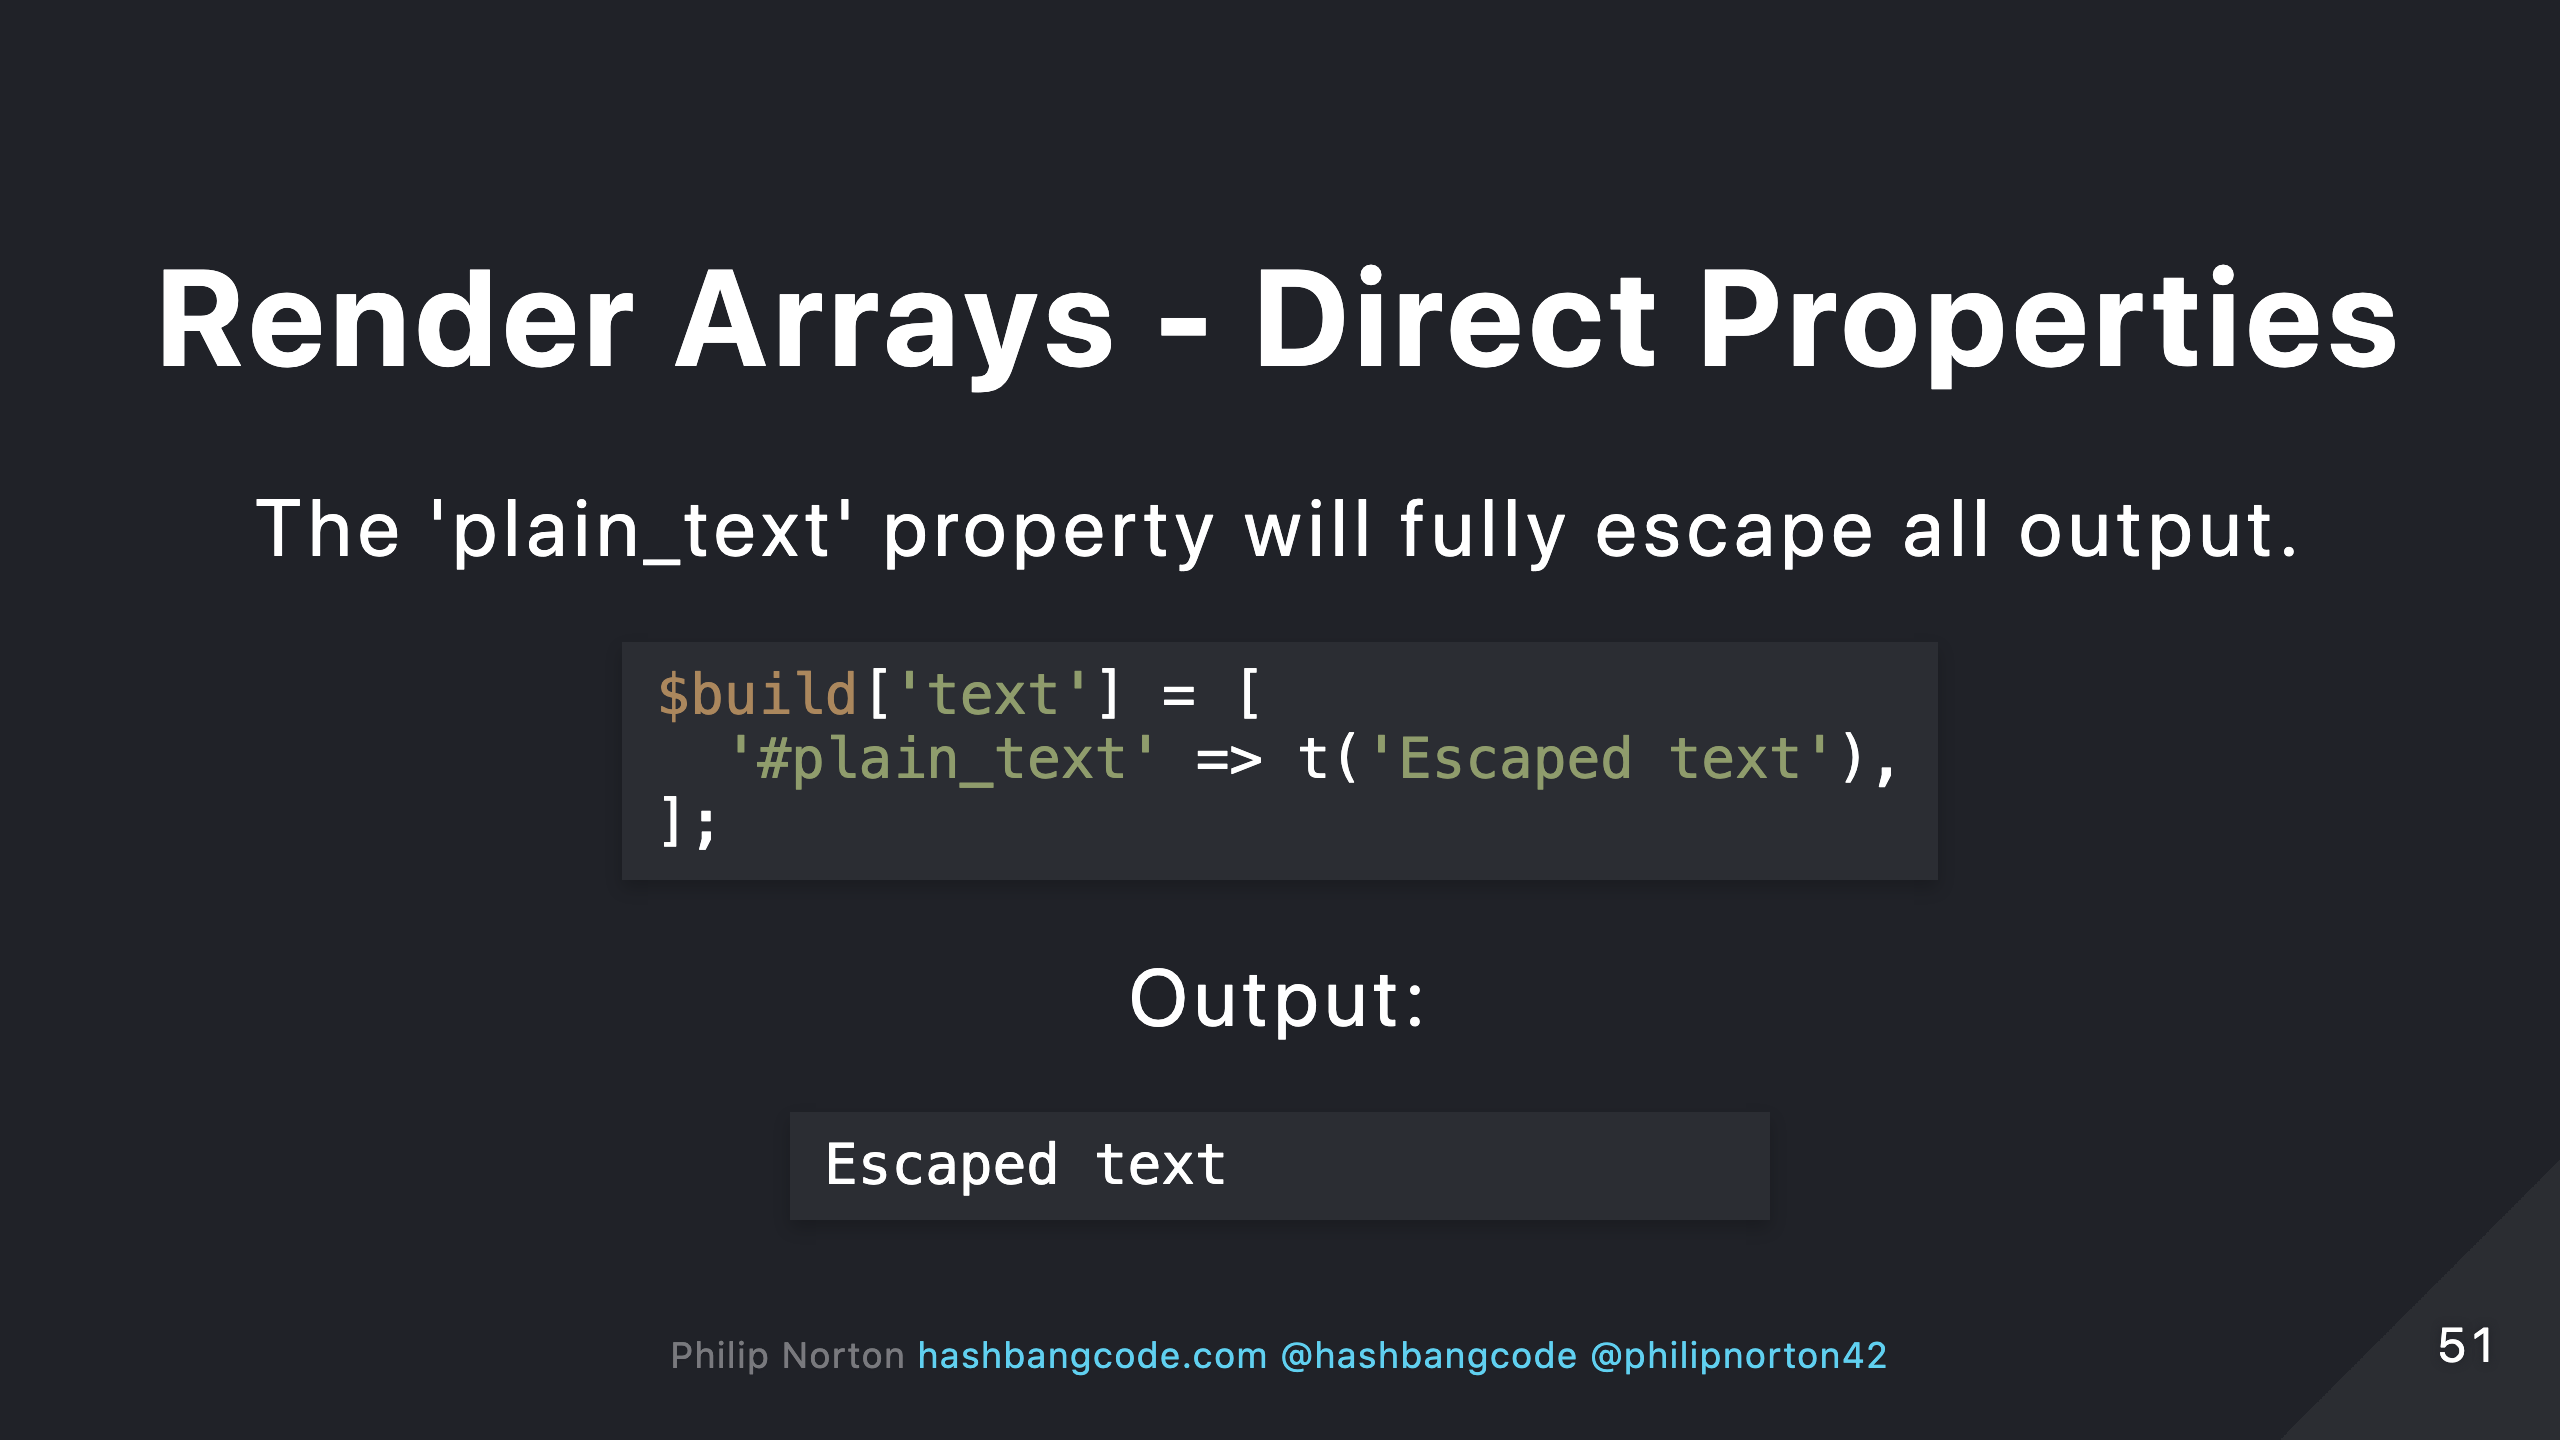 Render Arrays - Direct Properties
The 'plain_text' property will fully escape all output.
$build['text'] = [
  '#plain_text' => t('Escaped text'),
];
Output:
Escaped text
Philip Norton hashbangcode.com @hashbangcode @philipnorton42
51